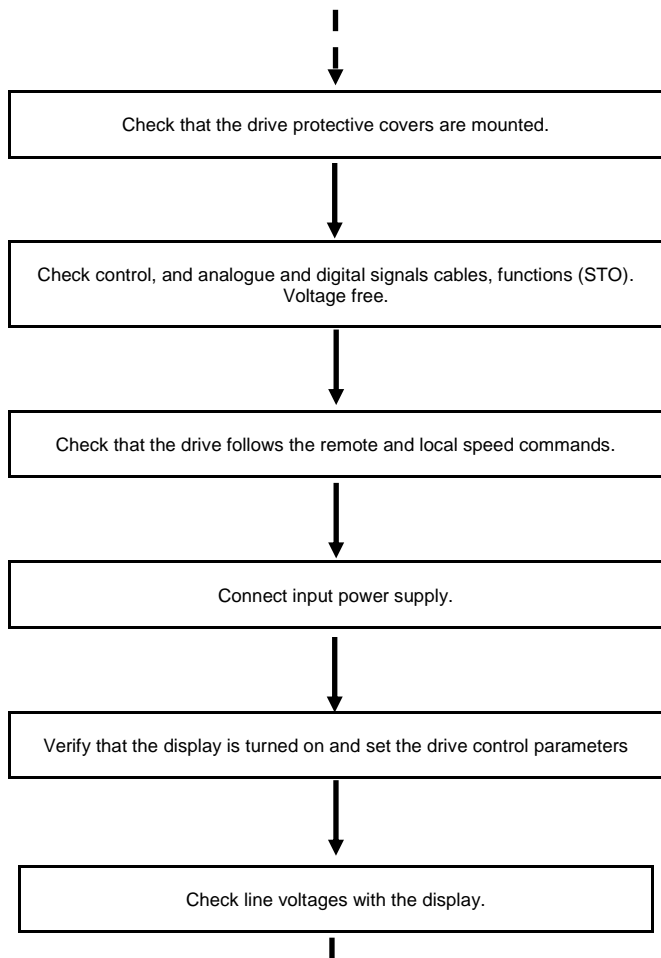 Check that the drive protective covers are mounted.
Check control, and analogue and digital signals cables, functions (STO).
Voltage free.
Check that the drive follows the remote and local speed commands.
Connect input power supply.
Verify that the display is turned on and set the drive control parameters
Check line voltages with the display.